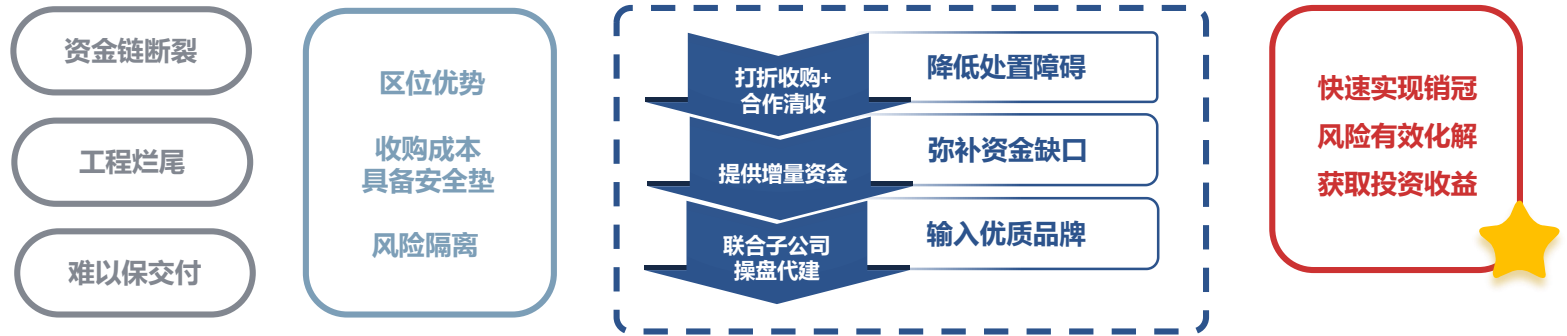 资金链断裂
工程烂尾
难以保交付
区位优势
收购成本
具备安全垫
风险隔离
打折收购+
合作清收
降低处置障碍
提供增量资金
弥补资金缺口
联合子公司
操盘代建
输入优质品牌
快速实现销冠
风险有效化解
获取投资收益